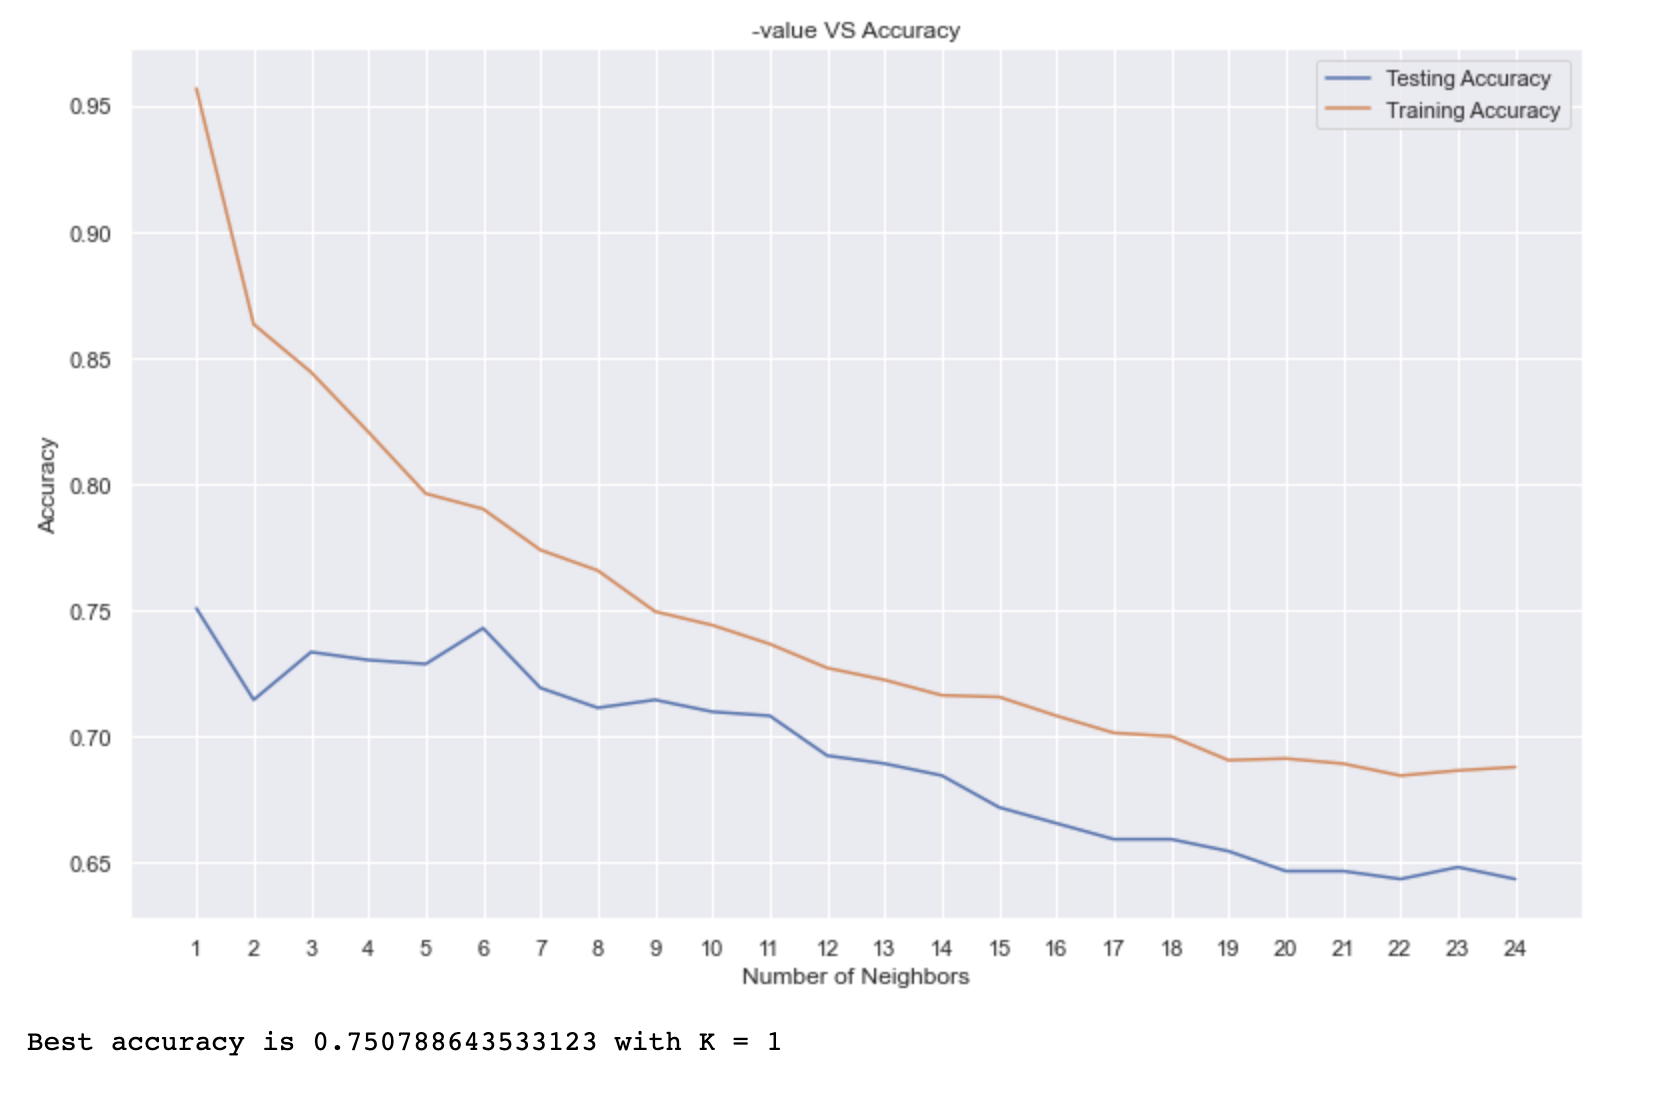 -value VS Accuracy
Testing Accuracy
Training Accuracy
0.95
0.90
0.85
0.80
0.75
0.70
0.65
Accuracy
1 2 3 4 5 6 7 8 9 10 11 12 13 14 15 16 17 18 19 20 21 22 23 24
Number of Neighbors
Best accuracy is 0.750788643533123 with K = 1